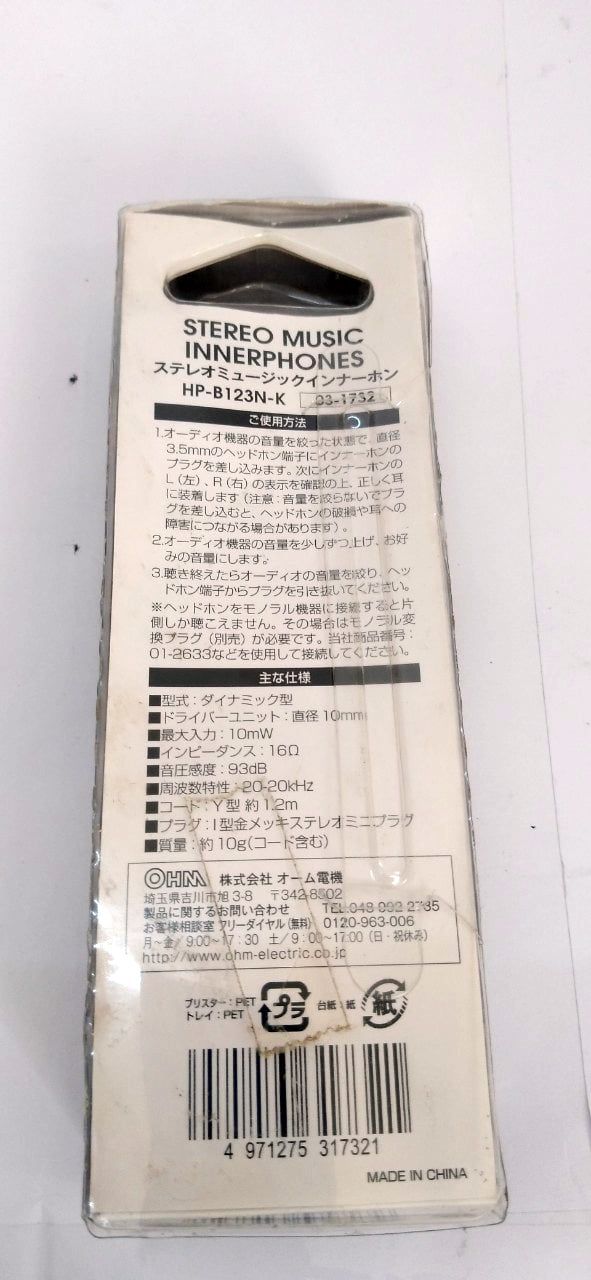 STEREO MUSIC
INNERPHONES
ステレオミュージックインナーホン
HP-B123N-K 03-1732
ご使用方法
1.オーディオ機器の音量を絞った状態で、直径
3.5mmのヘッドホン端子にインナーホンの
プラグを差し込みます。次にインナーホンの
L（左）、R（右）の表示を確認の上、正しく耳
に装着します（注意：音量を絞らないでプラ
グを差し込むと、ヘッドホンの破損や耳への
障害につながる場合があります）。
2.オーディオ機器の音量を少しずつ上げ、お好
みの音量にします。
3.聴き終えたらオーディオの音量を絞り、ヘッ
ドホン端子からプラグを引き抜いてください。
※ヘッドホンをモノラル機器に接続すると片
側しか聴こえません。その場合はモノラル変
換プラグ（別売）が必要です。当社商品番号：
01-2633などを使用して接続してください。
主な仕様
■型式：ダイナミック型
■ドライバーユニット：直径10mm
■最大入力：10mW
■インピーダンス：16Ω
■音圧感度：93dB
■周波数特性：20-20kHz
■コード：Y型 約1.2m
■プラグ：I型金メッキステレオミニプラグ
■質量：約10g（コード含む）
OHM 株式会社 オーム電機
埼玉県吉川市旭3-8 〒342-8502
製品に関するお問い合わせ TEL.048-992-2735
お客様相談室 フリーダイヤル（無料） 0120-963-006
月～金／9:00～17:30 土／9:00～17:00（日・祝休み）
http://www.ohm-electric.co.jp
ブリスター：PET
トレイ：PET
プラ
台紙：紙
紙
4 971275 317321
MADE IN CHINA